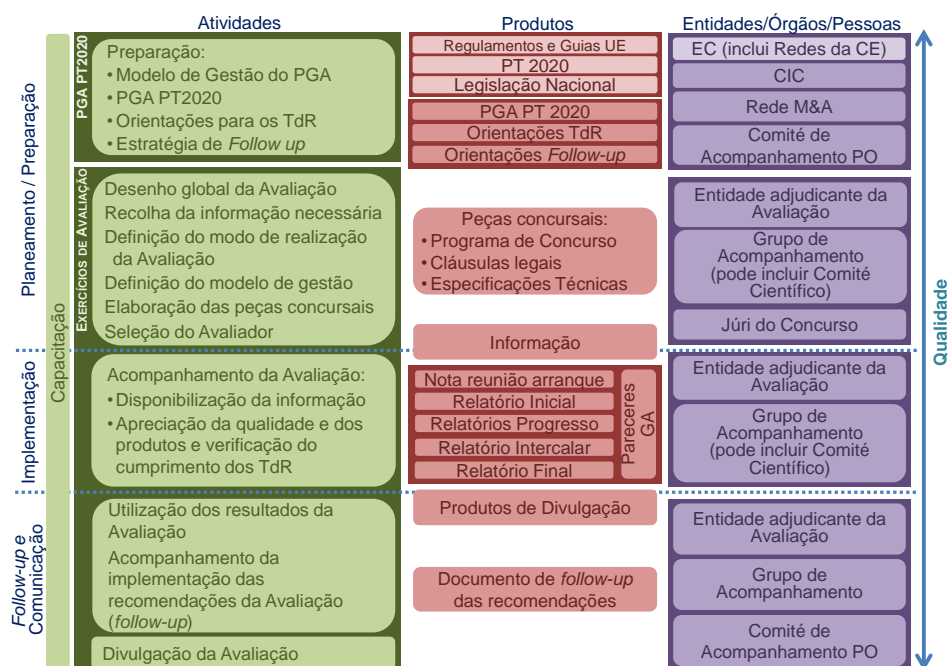 Atividades
Produtos
Entidades/Órgãos/Pessoas
Planeamento / Preparação
Implementação
Follow-up e
Comunicação
Capacitação
PGA PT2020
Preparação:
• Modelo de Gestão do PGA
• PGA PT2020
• Orientações para os TdR
• Estratégia de Follow up
Regulamentos e Guias UE
PT 2020
Legislação Nacional
PGA PT 2020
Orientações TdR
Orientações Follow-up
EC (inclui Redes da CE)
CIC
Rede M&A
Comité de
Acompanhamento PO
EXERCÍCIOS DE AVALIAÇÃO
Desenho global da Avaliação
Recolha da informação necessária
Definição do modo de realização
da Avaliação
Definição do modelo de gestão
Elaboração das peças concursais
Seleção do Avaliador
Peças concursais:
• Programa de Concurso
• Cláusulas legais
• Especificações Técnicas
Informação
Entidade adjudicante da
Avaliação
Grupo de
Acompanhamento
(pode incluir Comité
Científico)
Júri do Concurso
Acompanhamento da Avaliação:
• Disponibilização da informação
• Apreciação da qualidade e dos
produtos e verificação do
cumprimento dos TdR
Nota reunião arranque
Relatório Inicial
Relatórios Progresso
Relatório Intercalar
Relatório Final
Pareceres
GA
Entidade adjudicante da
Avaliação
Grupo de
Acompanhamento
(pode incluir Comité
Científico)
Utilização dos resultados da
Avaliação
Acompanhamento da
implementação das
recomendações da Avaliação
(follow-up)
Divulgação da Avaliação
Produtos de Divulgação
Documento de follow-up
das recomendações
Entidade adjudicante da
Avaliação
Grupo de
Acompanhamento
Comité de
Acompanhamento PO
Qualidade